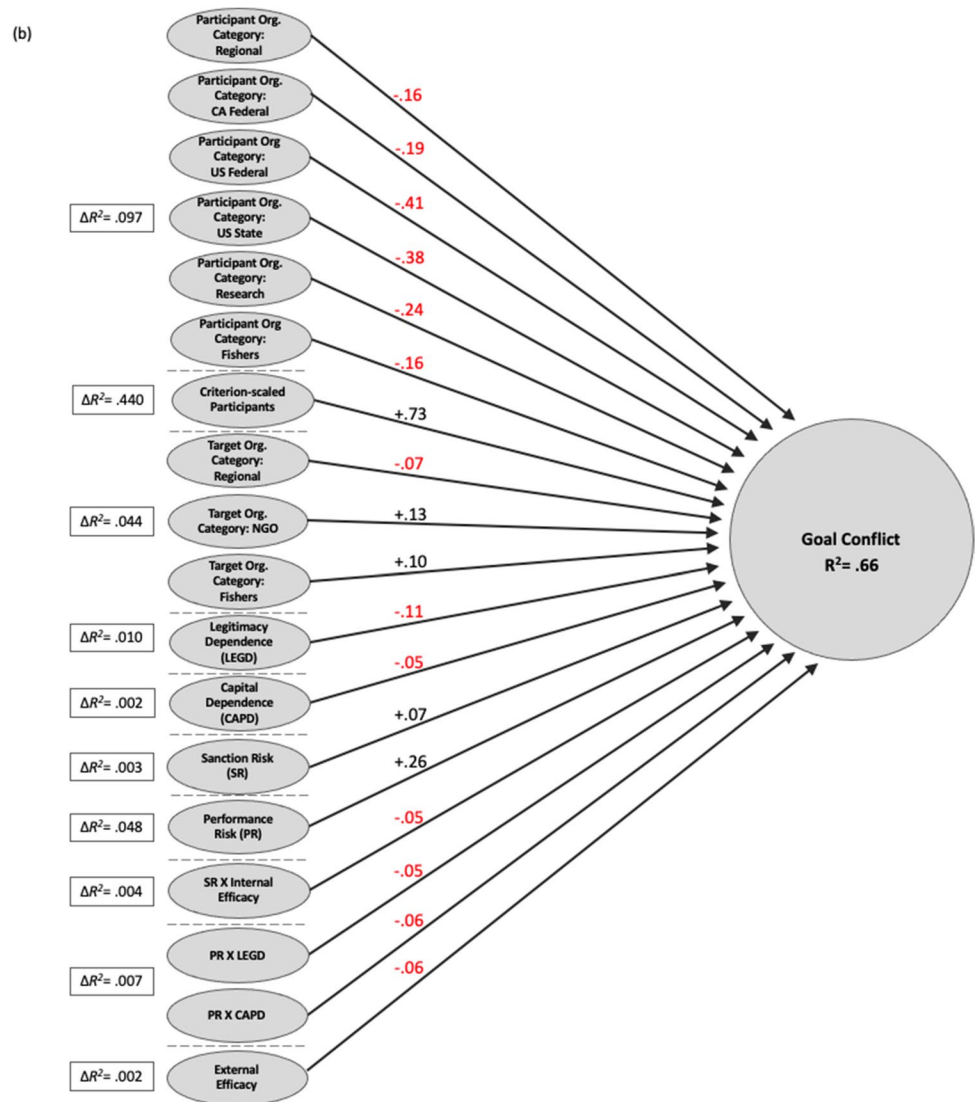 (b)
Participant Org.
Category:
Regional
-.16
Participant Org.
Category:
CA Federal
-.19
Participant Org
Category:
US Federal
-.41
ΔR²= .097
Participant Org.
Category:
US State
-.38
Participant Org.
Category:
Research
-.24
Participant Org
Category:
Fishers
-.16
ΔR²= .440
Criterion-scaled
Participants
+.73
Target Org.
Category:
Regional
-.07
ΔR²= .044
Target Org.
Category: NGO
+.13
Target Org.
Category:
Fishers
+.10
Goal Conflict
R²= .66
ΔR²= .010
Legitimacy
Dependence
(LEGD)
-.11
ΔR²= .002
Capital
Dependence
(CAPD)
-.05
ΔR²= .003
Sanction Risk
(SR)
+.07
ΔR²= .048
Performance
Risk (PR)
+.26
ΔR²= .004
SR X Internal
Efficacy
-.05
ΔR²= .007
PR X LEGD
-.05
PR X CAPD
-.06
ΔR²= .002
External
Efficacy
-.06